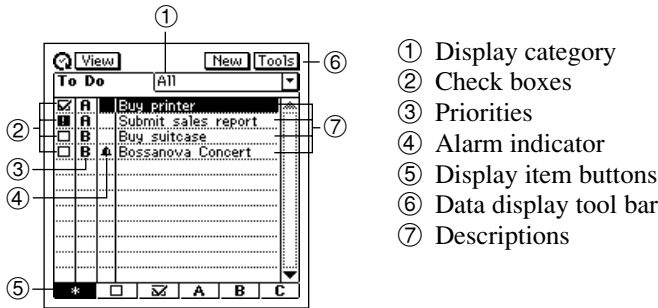 ①
View New Tools
To Do All
A Buy printer
A Submit sales report
B Buy suitcase
B Bossanova Concert
* A B C
② ③ ④ ⑤ ⑥ ⑦
① Display category
② Check boxes
③ Priorities
④ Alarm indicator
⑤ Display item buttons
⑥ Data display tool bar
⑦ Descriptions